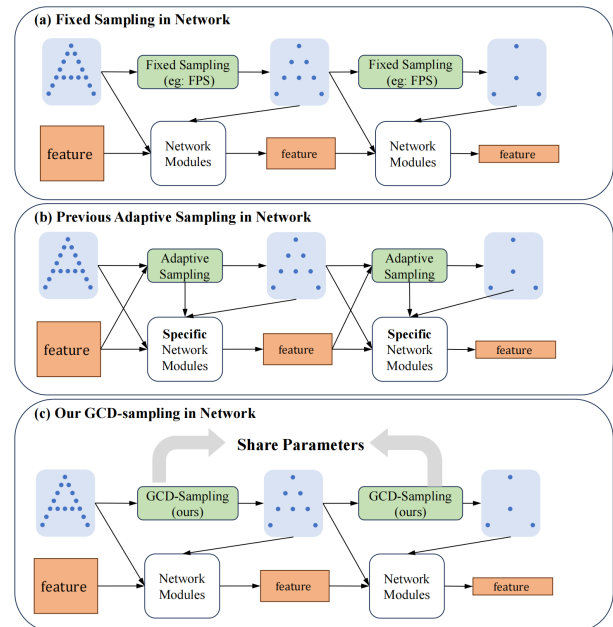 (a) Fixed Sampling in Network
Fixed Sampling
(eg: FPS)
Fixed Sampling
(eg: FPS)
feature
Network
Modules
feature
Network
Modules
feature
(b) Previous Adaptive Sampling in Network
Adaptive
Sampling
Adaptive
Sampling
feature
Specific
Network
Modules
feature
Specific
Network
Modules
feature
(c) Our GCD-sampling in Network
Share Parameters
GCD-Sampling
(ours)
GCD-Sampling
(ours)
feature
Network
Modules
feature
Network
Modules
feature